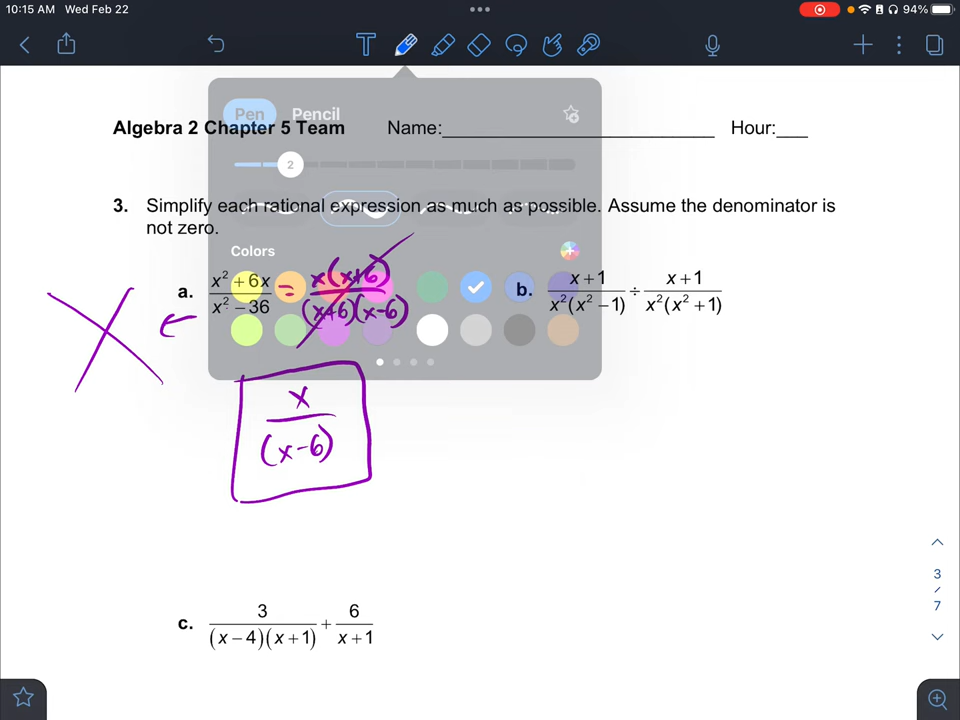 10:15 AM Wed Feb 22
94%
T
Pen Pencil
Algebra 2 Chapter 5 Team Name:___________________________ Hour:___
2
3. Simplify each rational expression as much as possible. Assume the denominator is
not zero.
Colors
a. x² + 6x / x² − 36 = x(x+6) / (x+6)(x−6)
b. x+1 / x²(x² −1) ÷ x+1 / x²(x² +1)
x / (x−6)
c. 3 / (x−4)(x+1) + 6 / x+1
3
/
7